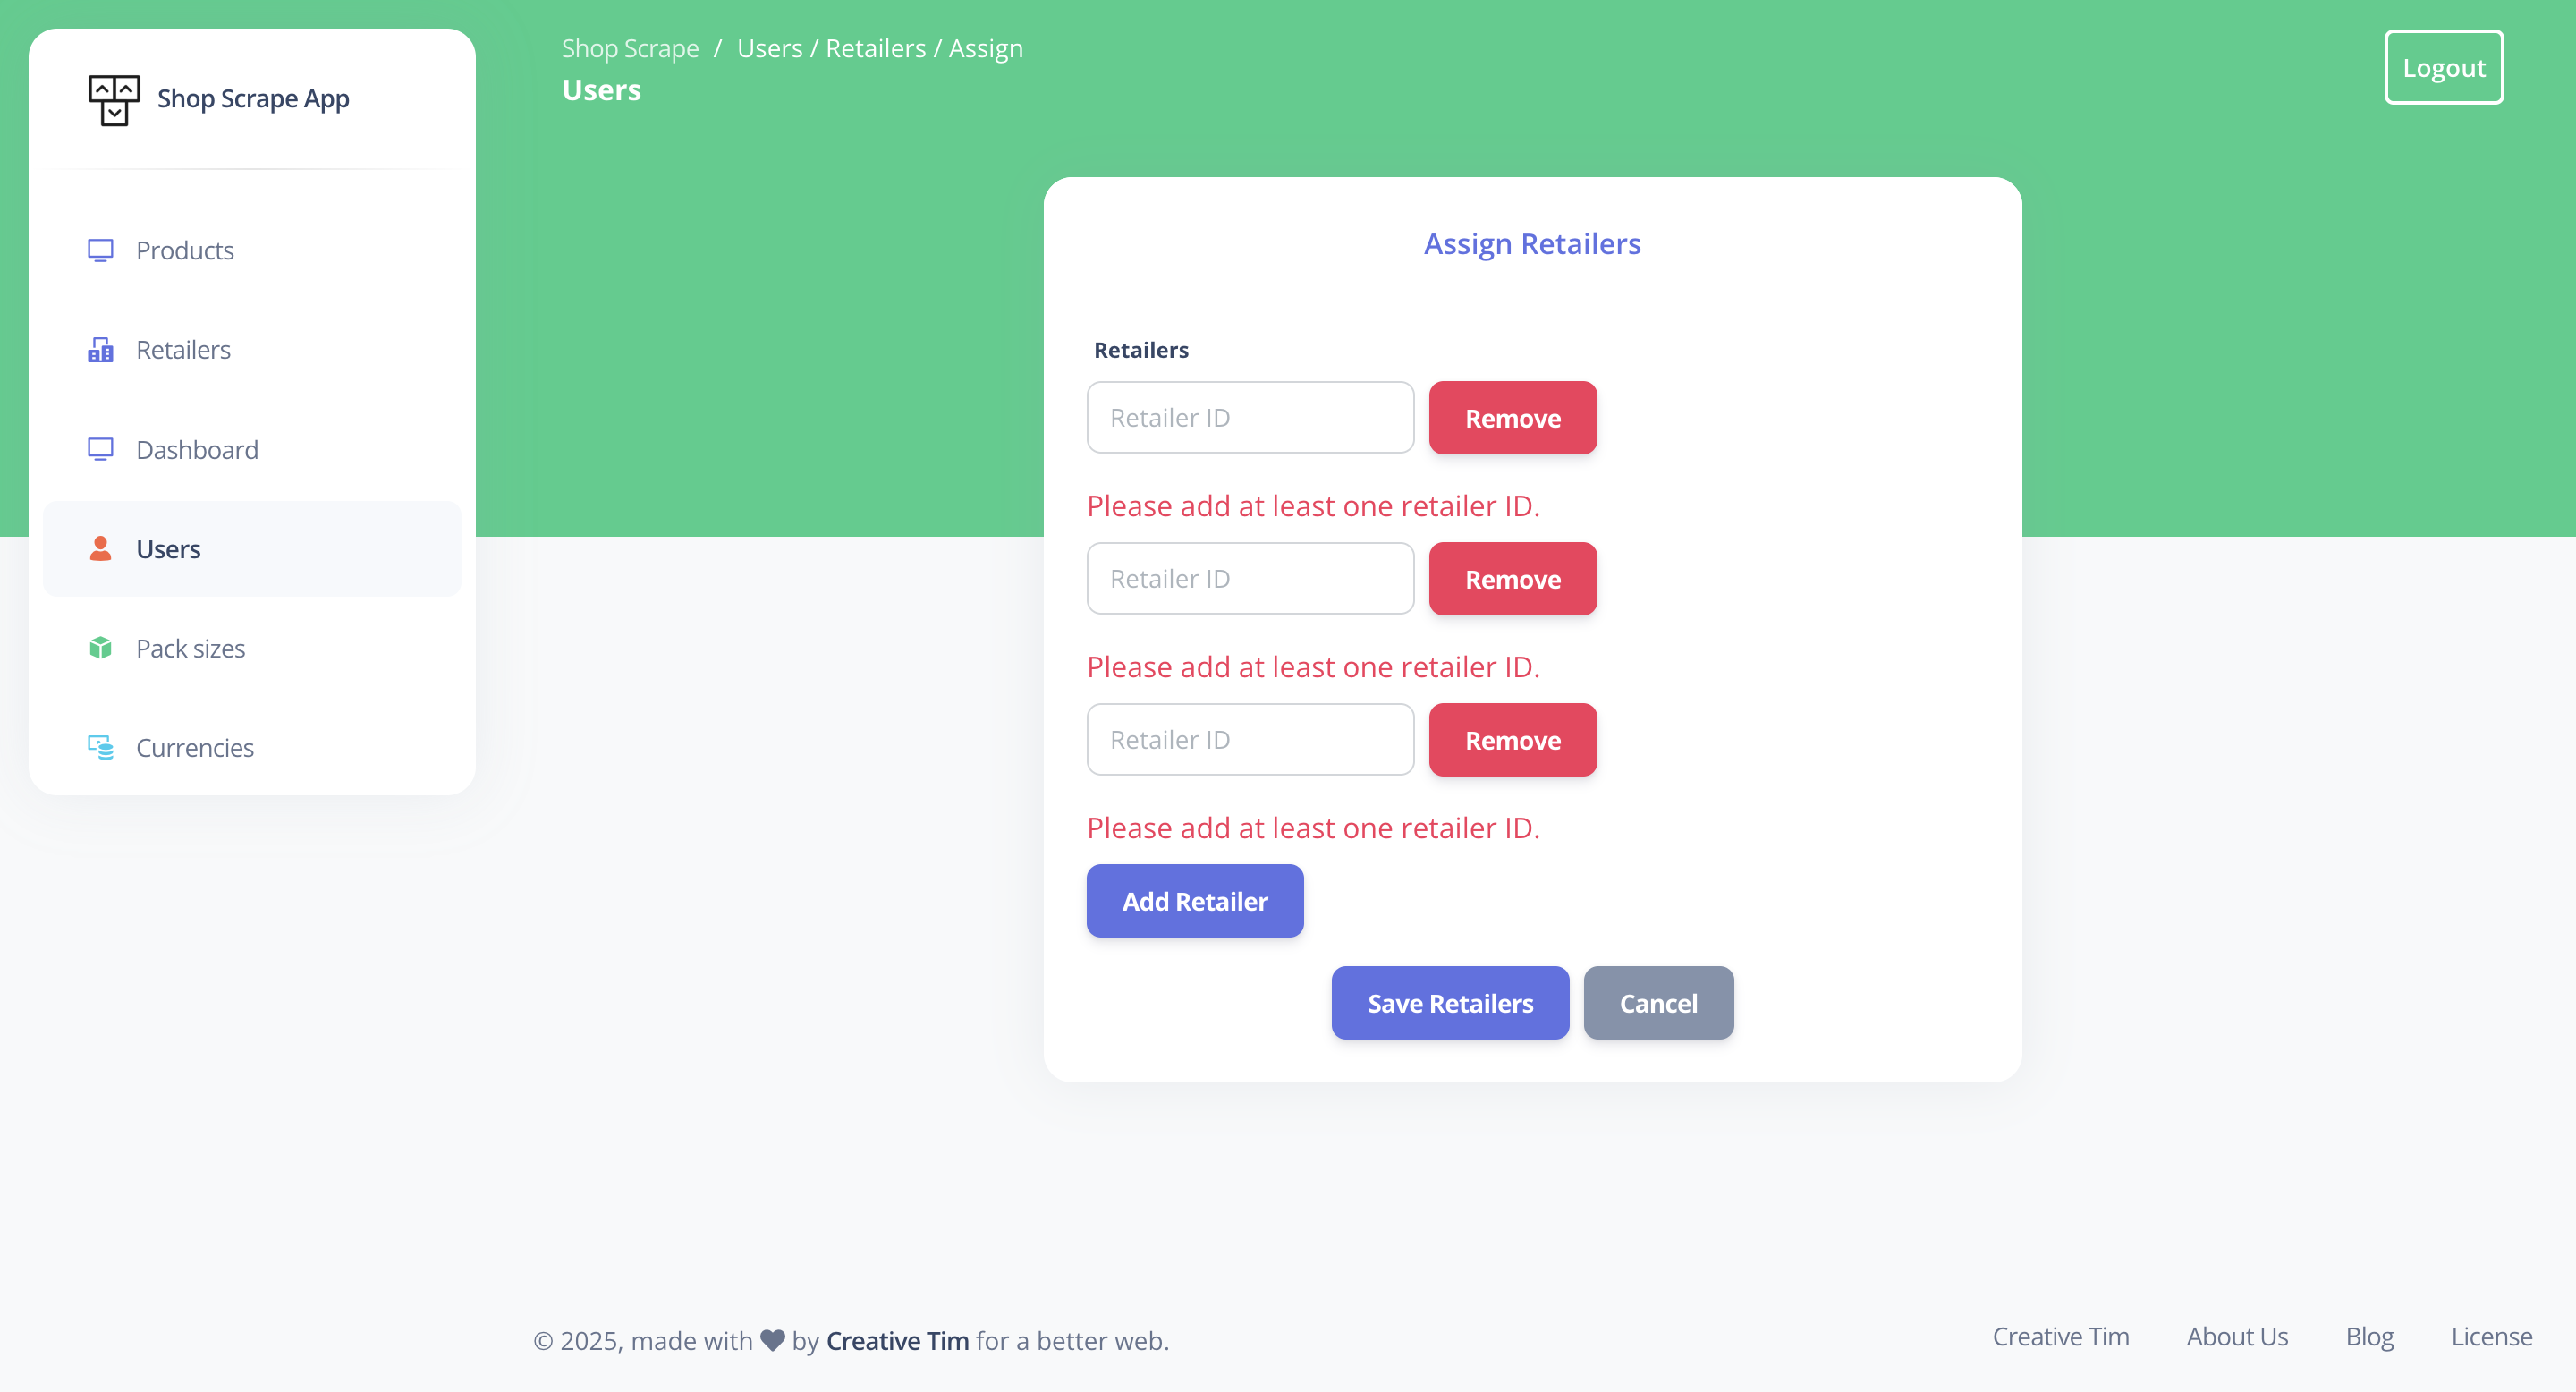 Shop Scrape App
Products
Retailers
Dashboard
Users
Pack sizes
Currencies
Shop Scrape / Users / Retailers / Assign
Users
Logout
Assign Retailers
Retailers
Retailer ID Remove
Please add at least one retailer ID.
Retailer ID Remove
Please add at least one retailer ID.
Retailer ID Remove
Please add at least one retailer ID.
Add Retailer
Save Retailers Cancel
© 2025, made with by Creative Tim for a better web.
Creative Tim About Us Blog License